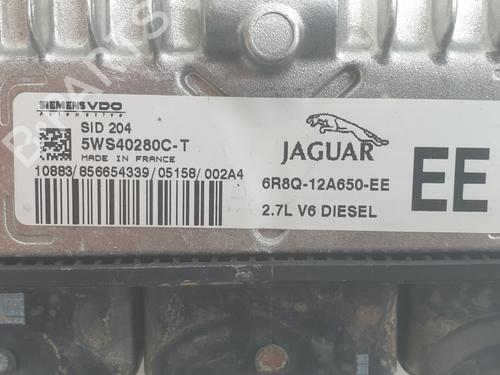 SIEMENS VDO
Automotive
SID 204
5WS40280C-T
MADE IN FRANCE
10883/856654339/05158/002A4
JAGUAR
6R8Q-12A650-EE
2.7L V6 DIESEL
EE